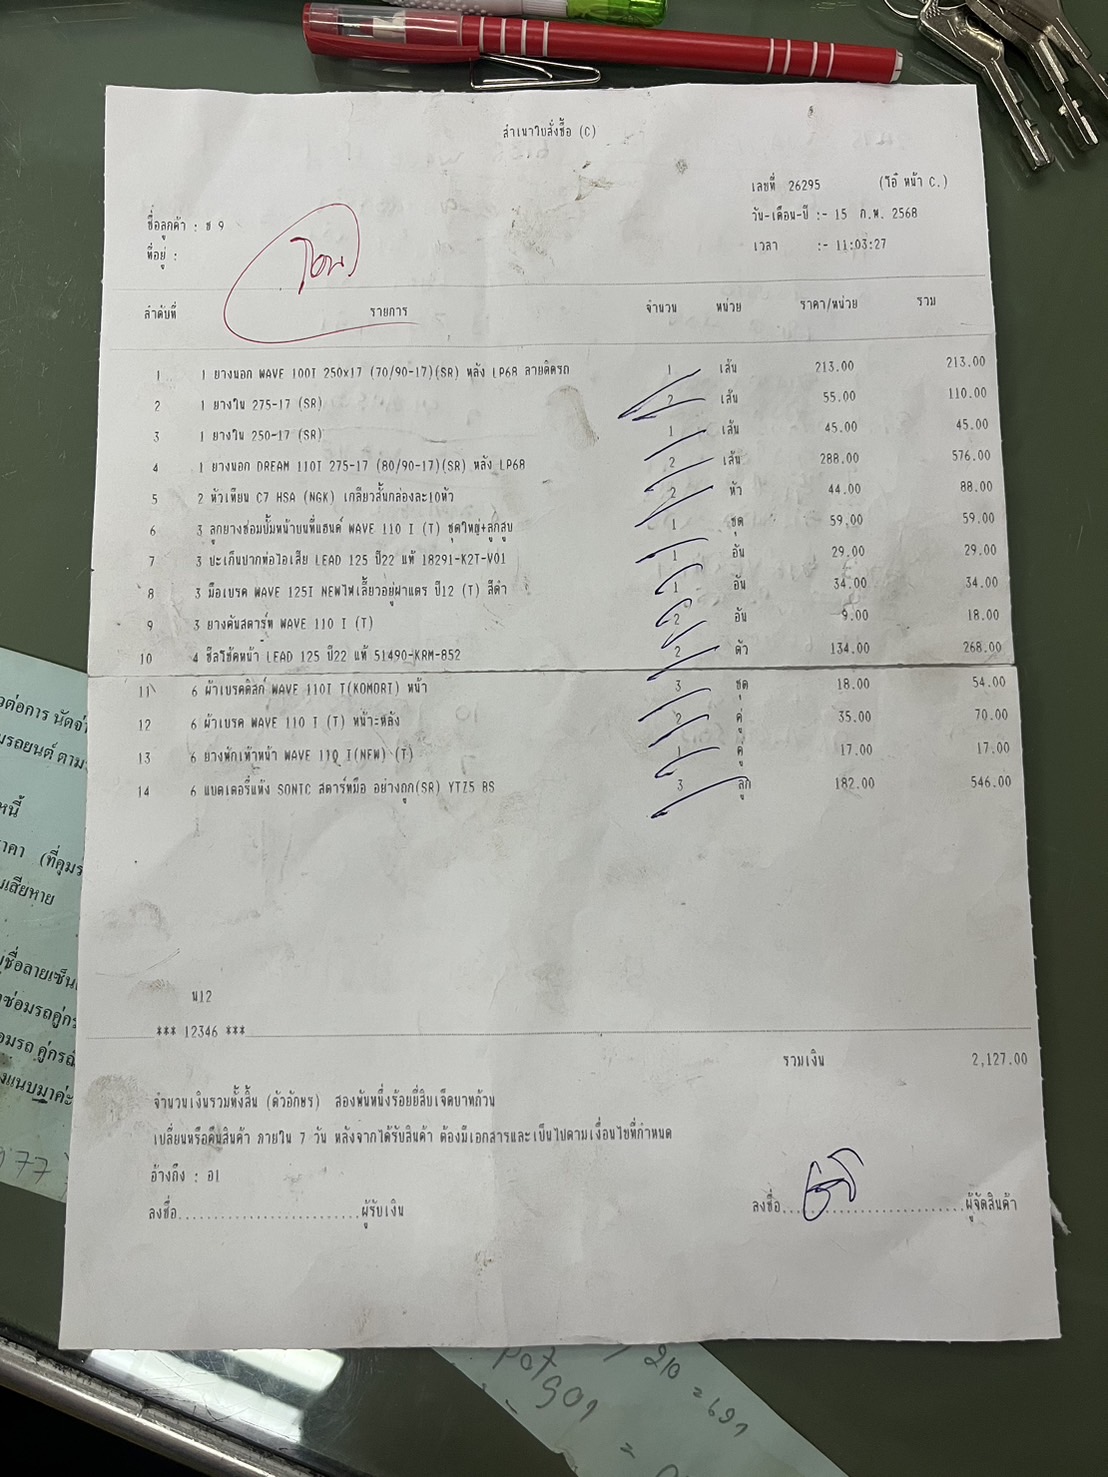 สำเนาใบสั่งซื้อ (C)
เลขที่ 26295 (วีอี หน้า C.)
ชื่อลูกค้า : ช 9
วัน-เดือน-ปี :- 15 ก.พ. 2568
ที่อยู่ :
เวลา :- 11:03:27
โอน
ลำดับที่ รายการ จำนวน หน่วย ราคา/หน่วย รวม
1 1 ยางนอก WAVE 100I 250x17 (70/90-17)(SR) หลัง LP68 ลายติดรถ 1 เส้น 213.00 213.00
2 1 ยางใน 275-17 (SR) 2 เส้น 55.00 110.00
3 1 ยางใน 250-17 (SR) 1 เส้น 45.00 45.00
4 1 ยางนอก DREAM 110I 275-17 (80/90-17)(SR) หลัง LP68 2 เส้น 288.00 576.00
5 2 หัวเทียน C7 HSA (NGK) เกลียวสั้นกล่องละ10หัว 2 หัว 44.00 88.00
6 3 ลูกยางซ่อมปั้มหน้าบนที่แฮนด์ WAVE 110 I (T) ชุดใหญ่+ลูกสูบ 1 ชุด 59.00 59.00
7 3 ปะเก็นปากท่อไอเสีย LEAD 125 ปี22 แท้ 18291-K2T-V01 1 อัน 29.00 29.00
8 3 มือเบรค WAVE 125I NEWไฟเลี้ยวอยู่ฝาแตร ปี12 (T) สีดำ 1 อัน 34.00 34.00
9 3 ยางคันสตาร์ท WAVE 110 I (T) 2 อัน 9.00 18.00
10 4 ซีลโช้คหน้า LEAD 125 ปี22 แท้ 51490-KRM-852 2 ตัว 134.00 268.00
11 6 ผ้าเบรคดิสก์ WAVE 110I T(KOMORI) หน้า 3 ชุด 18.00 54.00
12 6 ผ้าเบรค WAVE 110 I (T) หน้า=หลัง 2 คู่ 35.00 70.00
13 6 ยางพักเท้าหน้า WAVE 110 I(NEW) (T) 1 คู่ 17.00 17.00
14 6 แบตเตอรี่แห้ง SONIC สตาร์ทมือ อย่างถูก(SR) YTZ5 BS 3 ลูก 182.00 546.00
น12
*** 12346 ***
รวมเงิน 2,127.00
จำนวนเงินรวมทั้งสิ้น (ตัวอักษร) สองพันหนึ่งร้อยยี่สิบเจ็ดบาทถ้วน
เปลี่ยนหรือคืนสินค้า ภายใน 7 วัน หลังจากได้รับสินค้า ต้องมีเอกสารและเป็นไปตามเงื่อนไขที่กำหนด
อ้างถึง : อ1
ลงชื่อ..........................ผู้รับเงิน
ลงชื่อ..........................ผู้จัดสินค้า